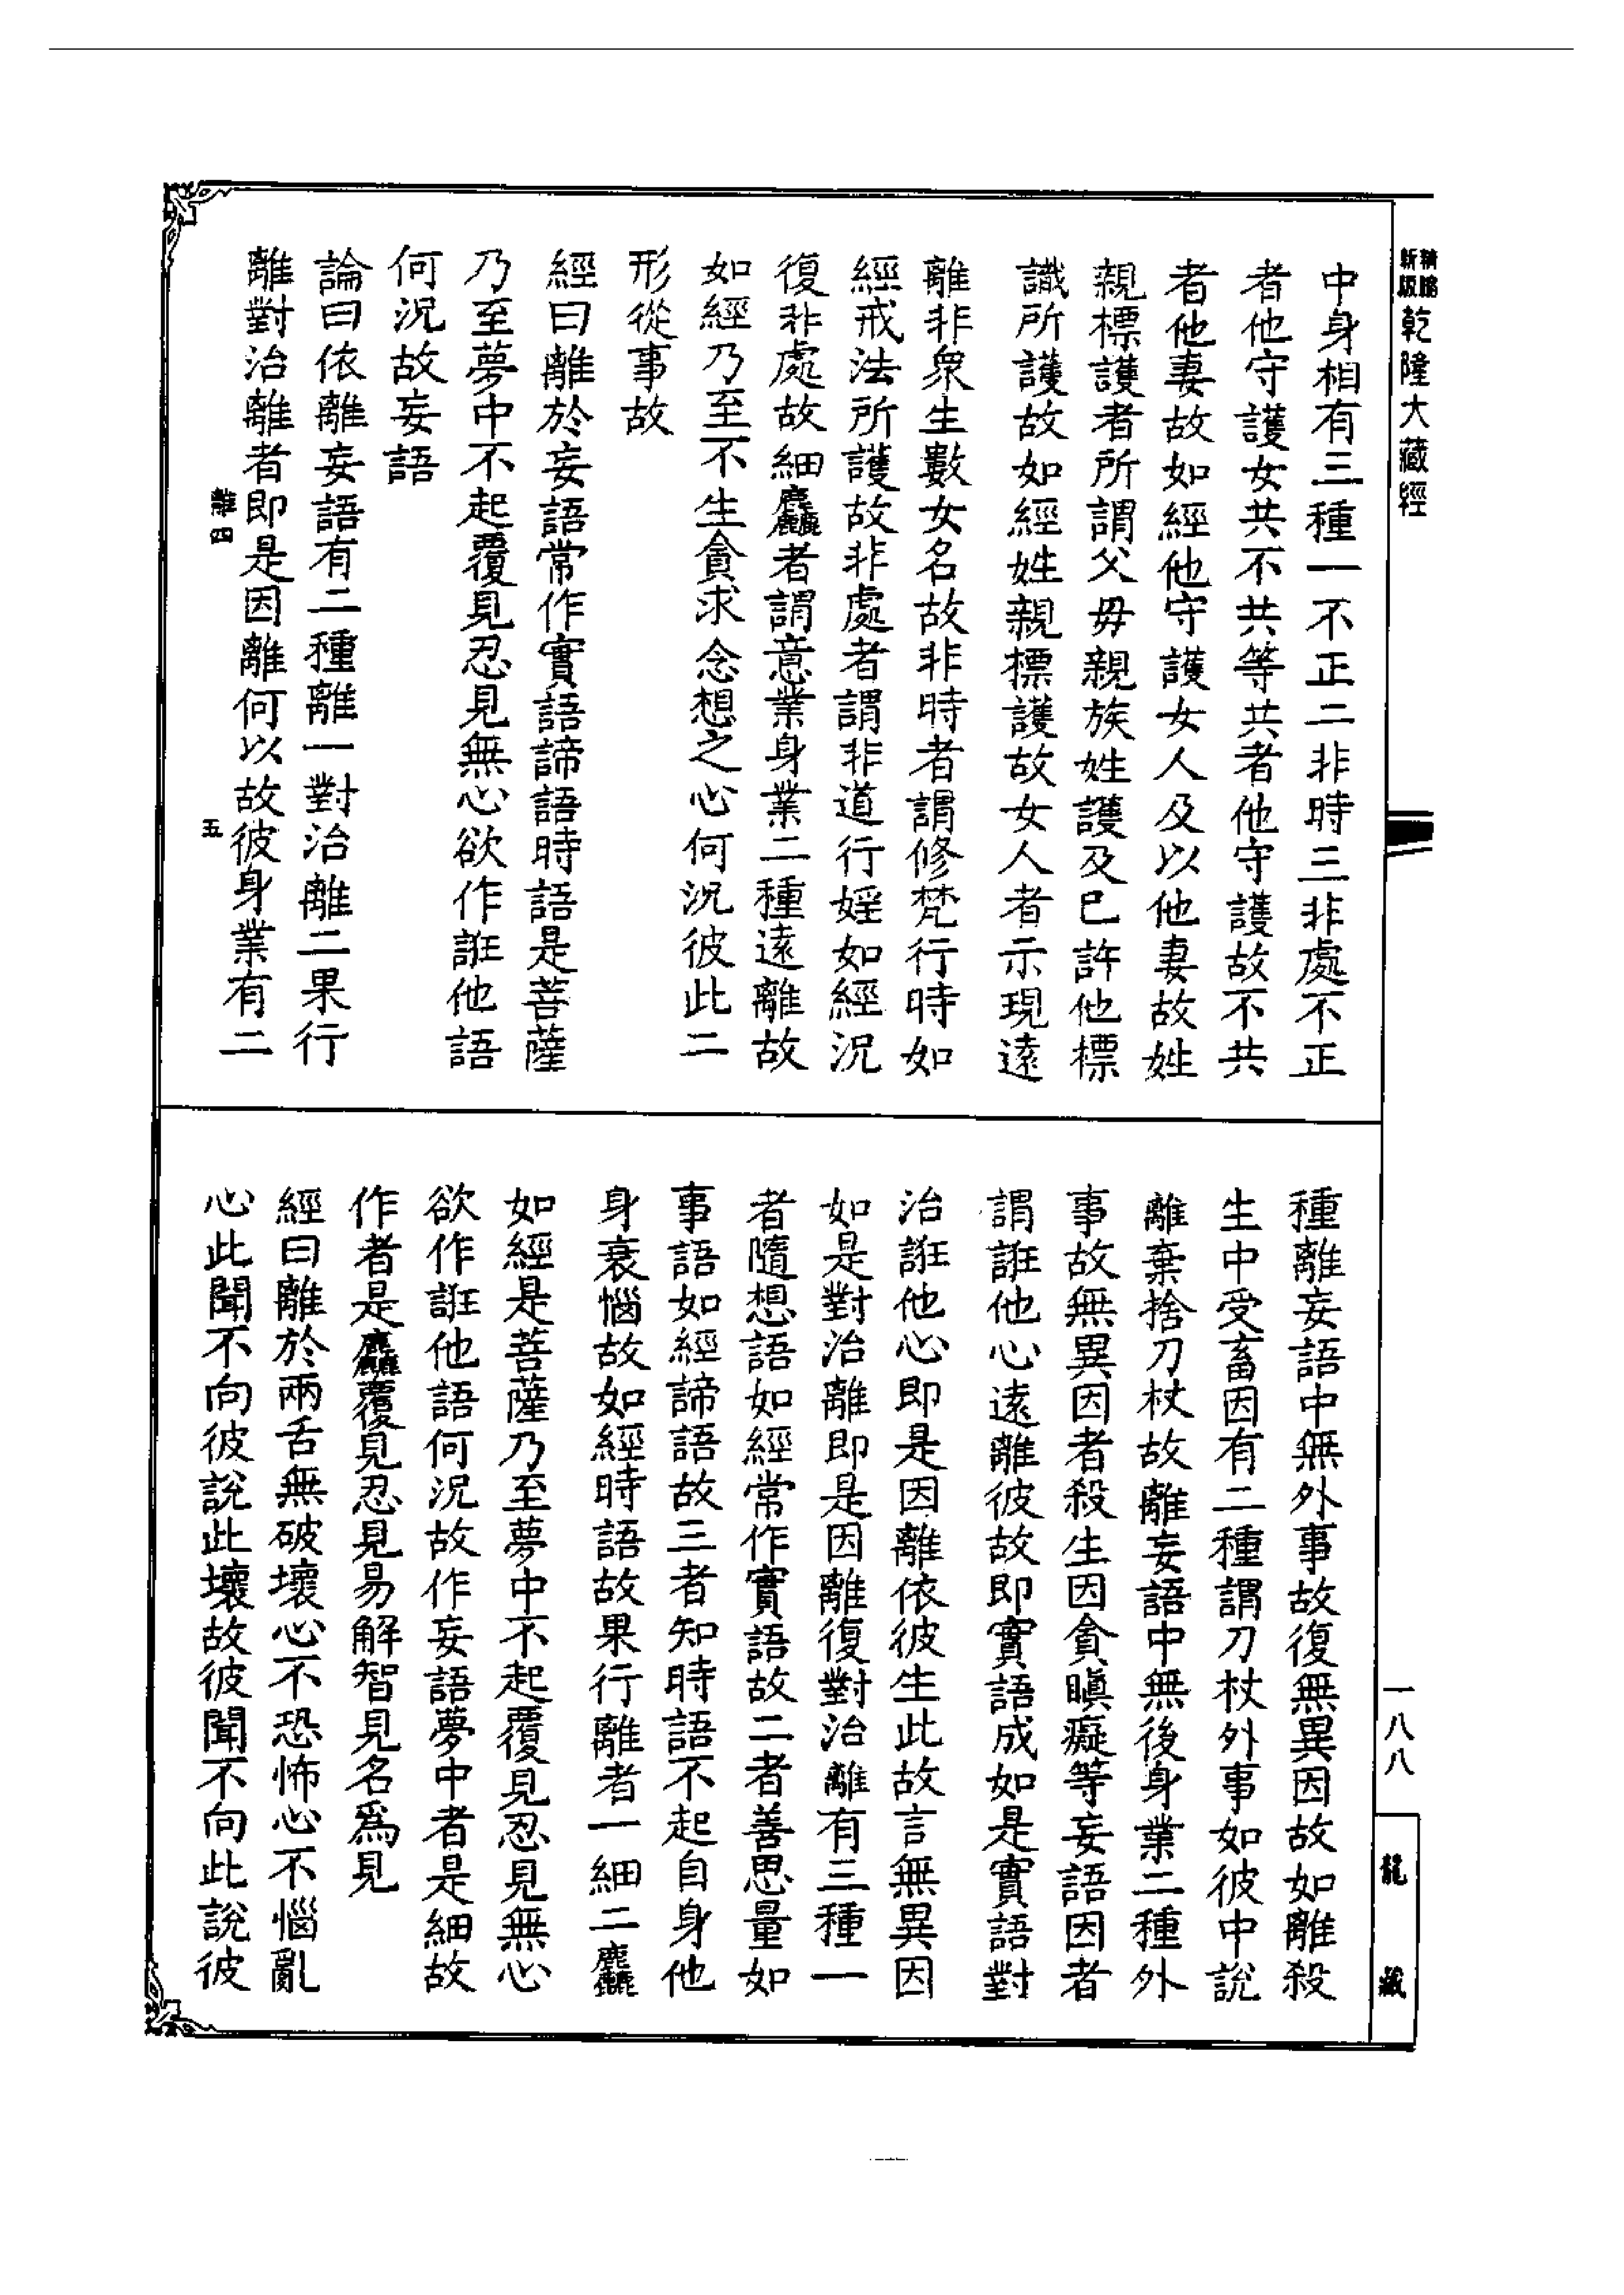 乾隆大藏經
中身相有三種一不正二非時三非處不正
者他守護女共不共等共者他守護故不共
者他妻故如經他守護女人及以他妻故姓
親標護者所謂父毋親族姓護及已許他標
識所護故如經姓親標護故女人者示現遠
離非衆生數女名故非時者謂修梵行時如
經戒法所護故非處者謂非道行婬如經況
復非處故細麤者謂意業身業二種遠離故
如經乃至不生貪求念想之心何況彼此二
形從事故
經曰離於妄語常作實語諦語時語是菩薩
乃至夢中不起覆見忍見無心欲作誑他語
何況故妄語
論曰依離妄語有二種離一對治離二果行
離對治離者即是因離何以故彼身業有二
離四
五
種離妄語中無外事故復無異因故如離殺
生中受畜因有二種謂刀杖外事如彼中說
離棄捨刀杖故離妄語中無後身業二種外
事故無異因者殺生因貪瞋癡等妄語因者
謂誑他心遠離彼故即實語成如是實語對
治誑他心即是因離依彼生此故言無異因
如是對治離即是因離復對治離有三種一
者隨想語如經常作實語故二者善思量如
事語如經諦語故三者知時語不起自身他
身衰惱故如經時語故果行離者一細二麤
如經是菩薩乃至夢中不起覆見忍見無心
欲作誑他語何況故作妄語夢中者是細故
作者是麤覆見忍見易解智見名爲見
經曰離於兩舌無破壞心不恐怖心不惱亂
心此聞不向彼說此壞故彼聞不向此說彼
一八八
龍藏